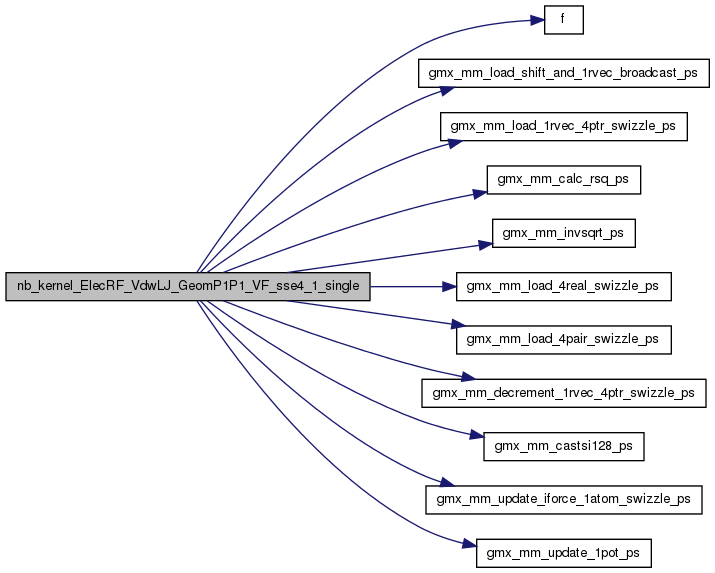 f
gmx_mm_load_shift_and_1rvec_broadcast_ps
gmx_mm_load_1rvec_4ptr_swizzle_ps
gmx_mm_calc_rsq_ps
gmx_mm_invsqrt_ps
nb_kernel_ElecRF_VdwLJ_GeomP1P1_VF_sse4_1_single
gmx_mm_load_4real_swizzle_ps
gmx_mm_load_4pair_swizzle_ps
gmx_mm_decrement_1rvec_4ptr_swizzle_ps
gmx_mm_castsi128_ps
gmx_mm_update_iforce_1atom_swizzle_ps
gmx_mm_update_1pot_ps